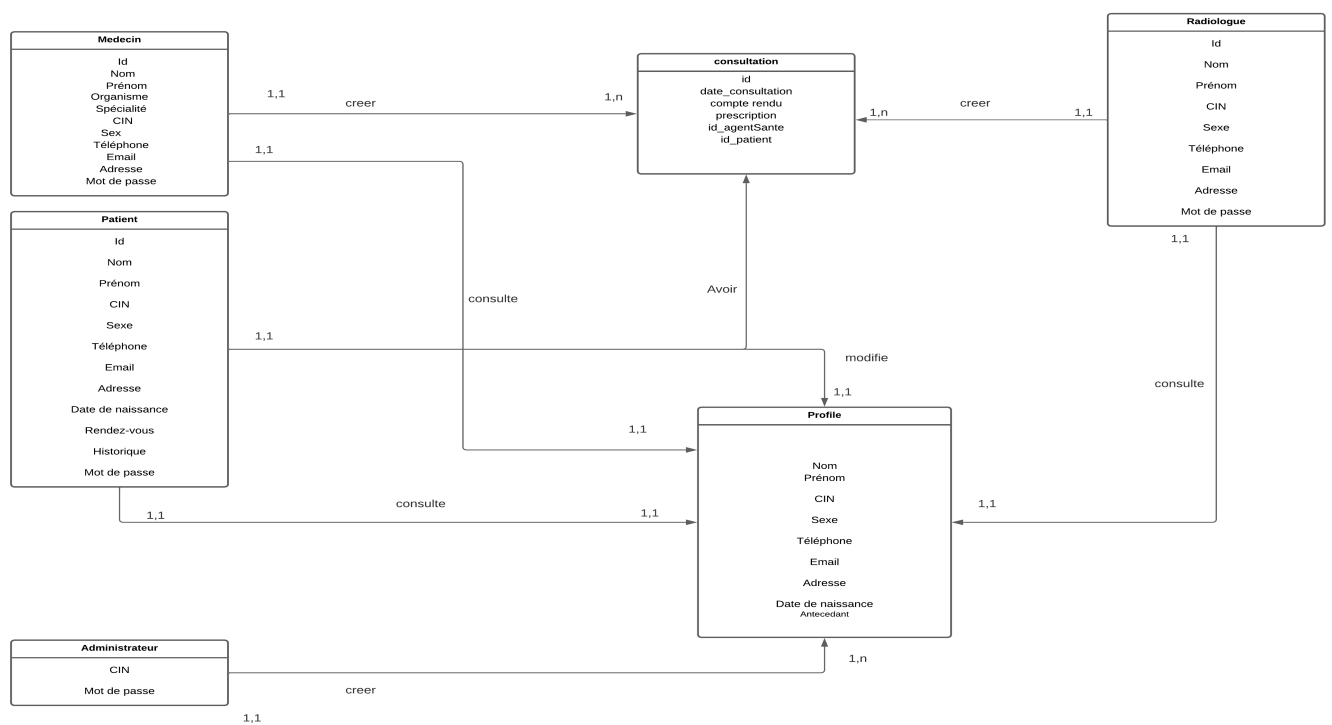 Medecin
Id
Nom
Prénom
Organisme
Spécialité
CIN
Sex
Téléphone
Email
Adresse
Mot de passe
1,1
creer
1,n
1,1
consultation
id
date_consultation
compte rendu
prescription
id_agentSante
id_patient
1,n
creer
1,1
Radiologue
Id
Nom
Prénom
CIN
Sexe
Téléphone
Email
Adresse
Mot de passe
1,1
Patient
Id
Nom
Prénom
CIN
Sexe
Téléphone
Email
Adresse
Date de naissance
Rendez-vous
Historique
Mot de passe
1,1
consulte
Avoir
modifie
1,1
consulte
1,1
consulte
1,1
1,1
1,1
Profile
Nom
Prénom
CIN
Sexe
Téléphone
Email
Adresse
Date de naissance
Antecedant
Administrateur
CIN
Mot de passe
1,1
creer
1,n